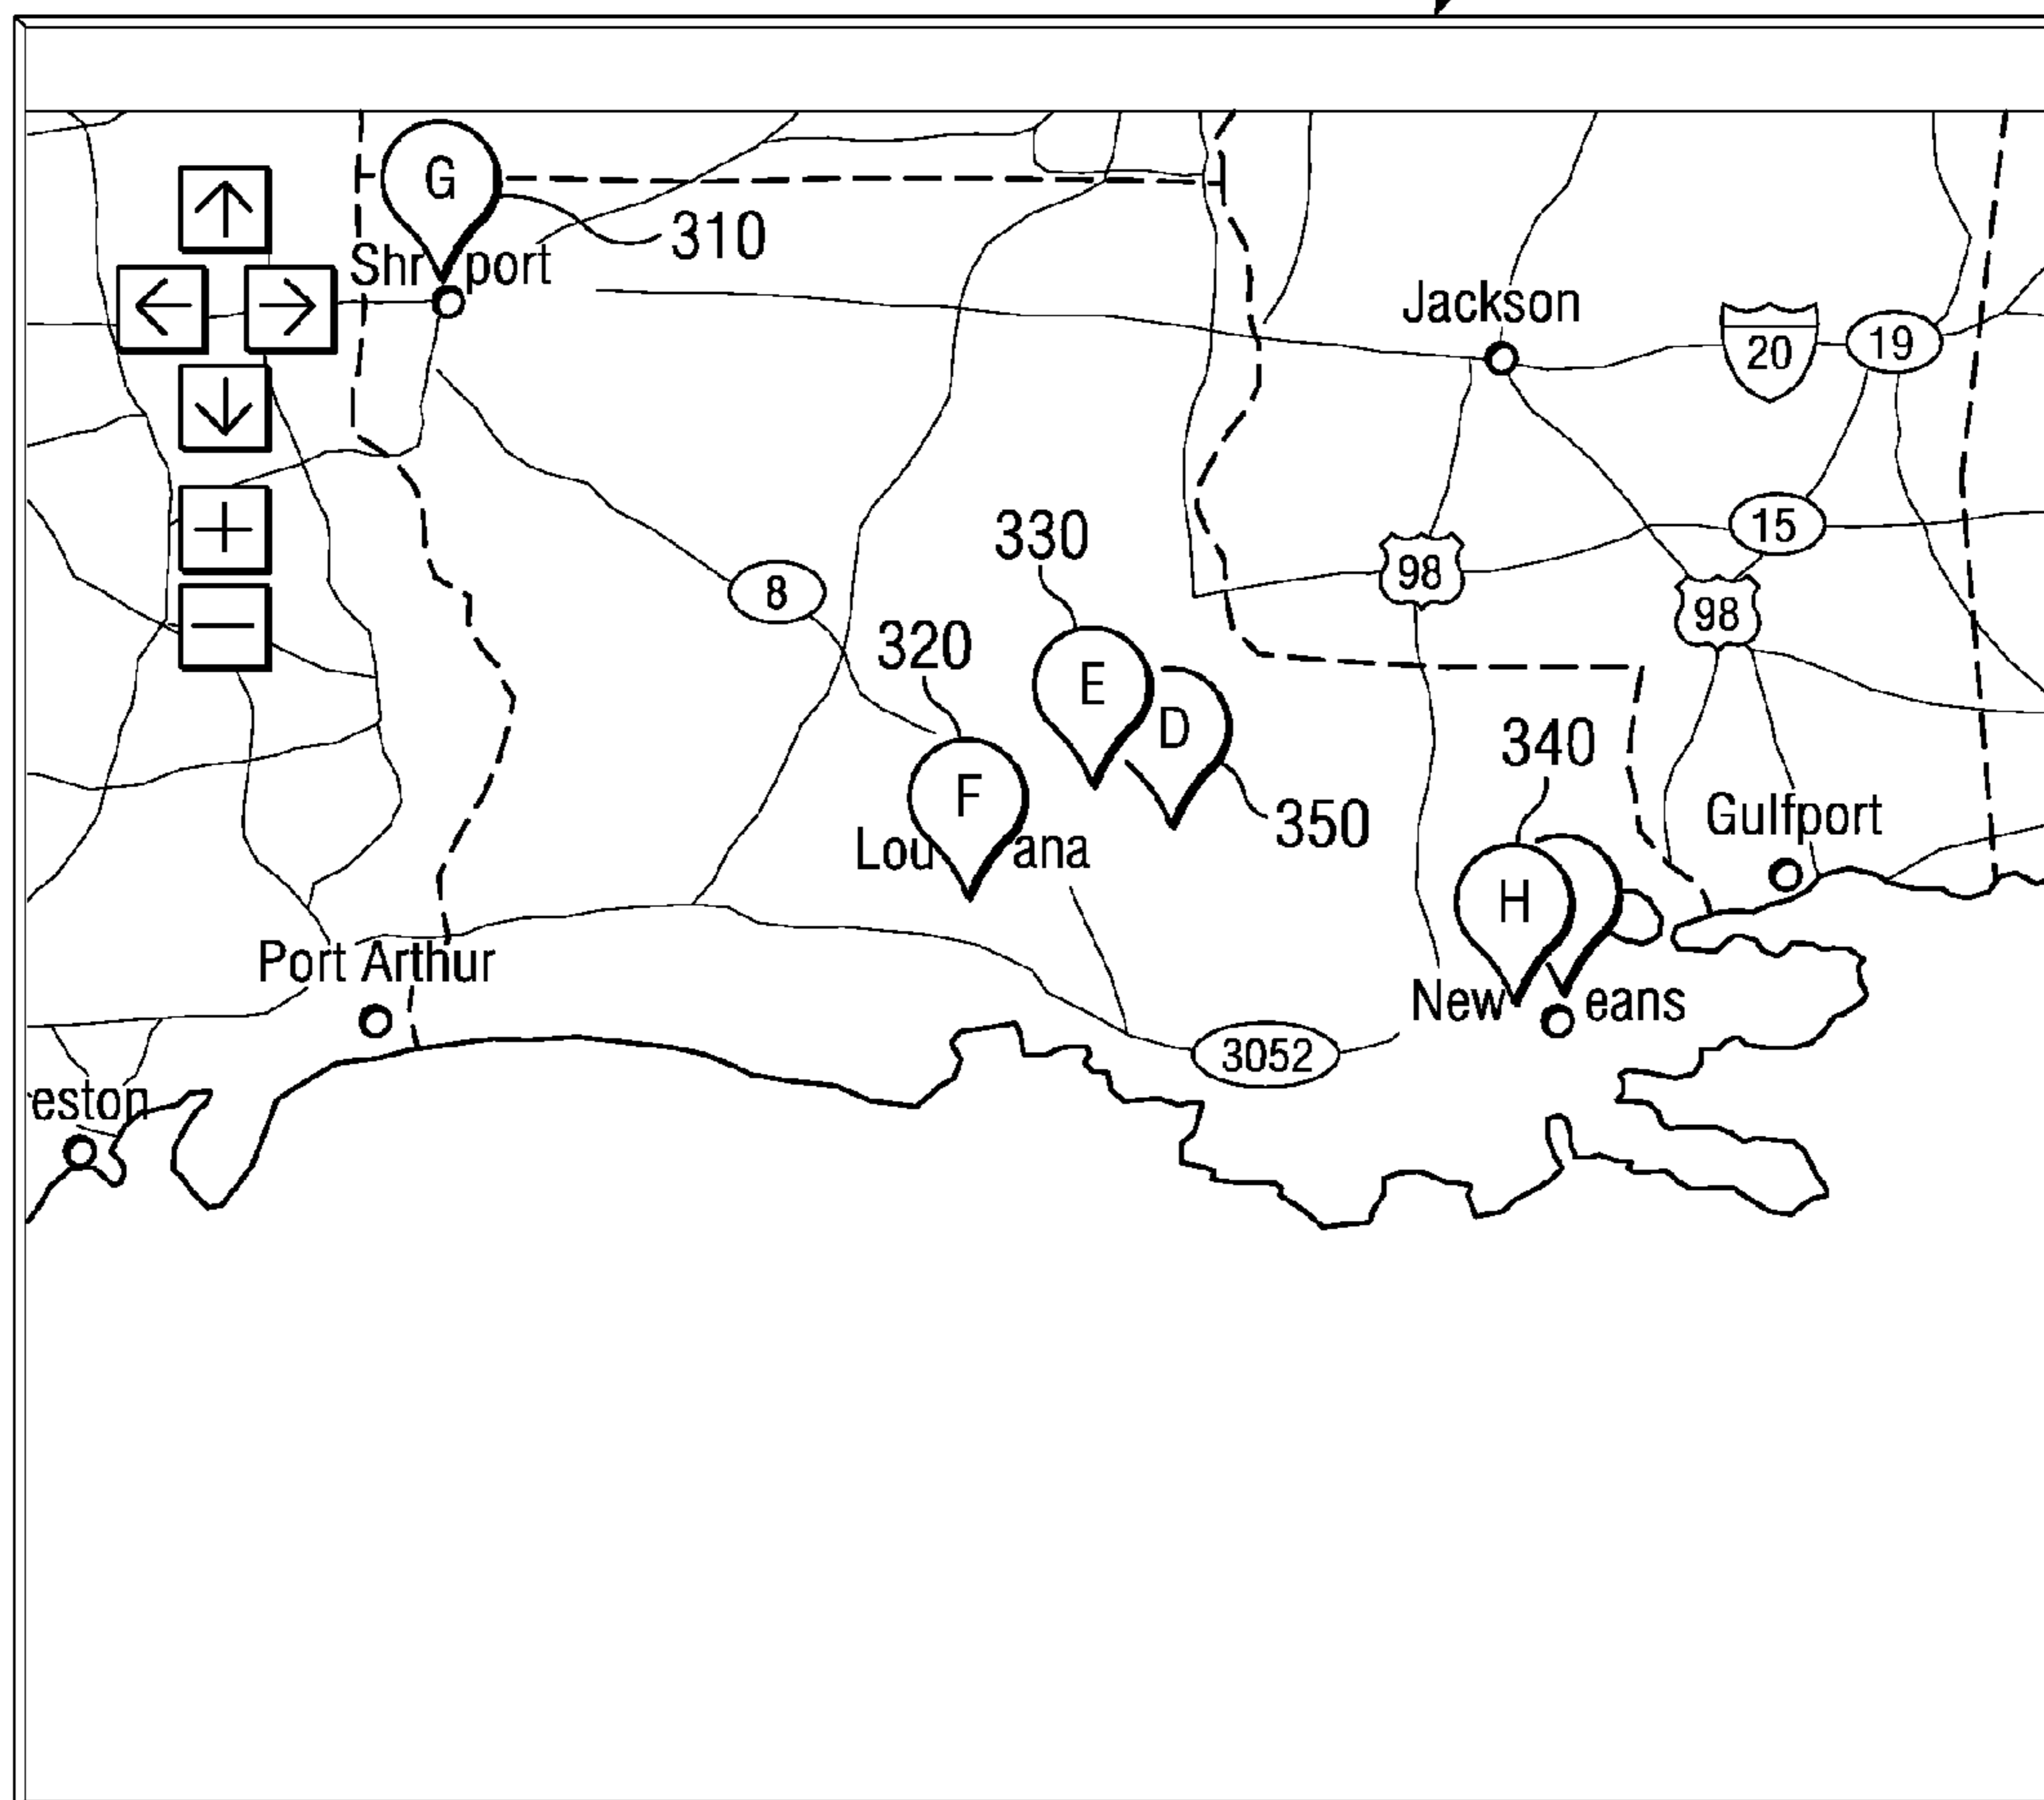 G
310
Shr port
Jackson
20
19
330
15
98
8
98
320
E
D
340
F
350
Gulfport
Lou ana
H
Port Arthur
New eans
3052
eston